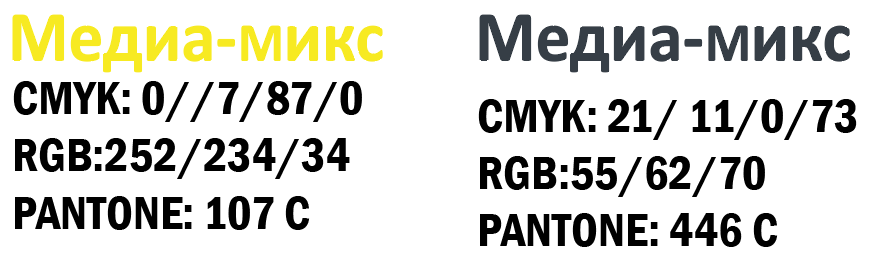 Медиа-микс
CMYK: 0//7/87/0
RGB:252/234/34
PANTONE: 107 C
Медиа-микс
CMYK: 21/ 11/0/73
RGB:55/62/70
PANTONE: 446 C